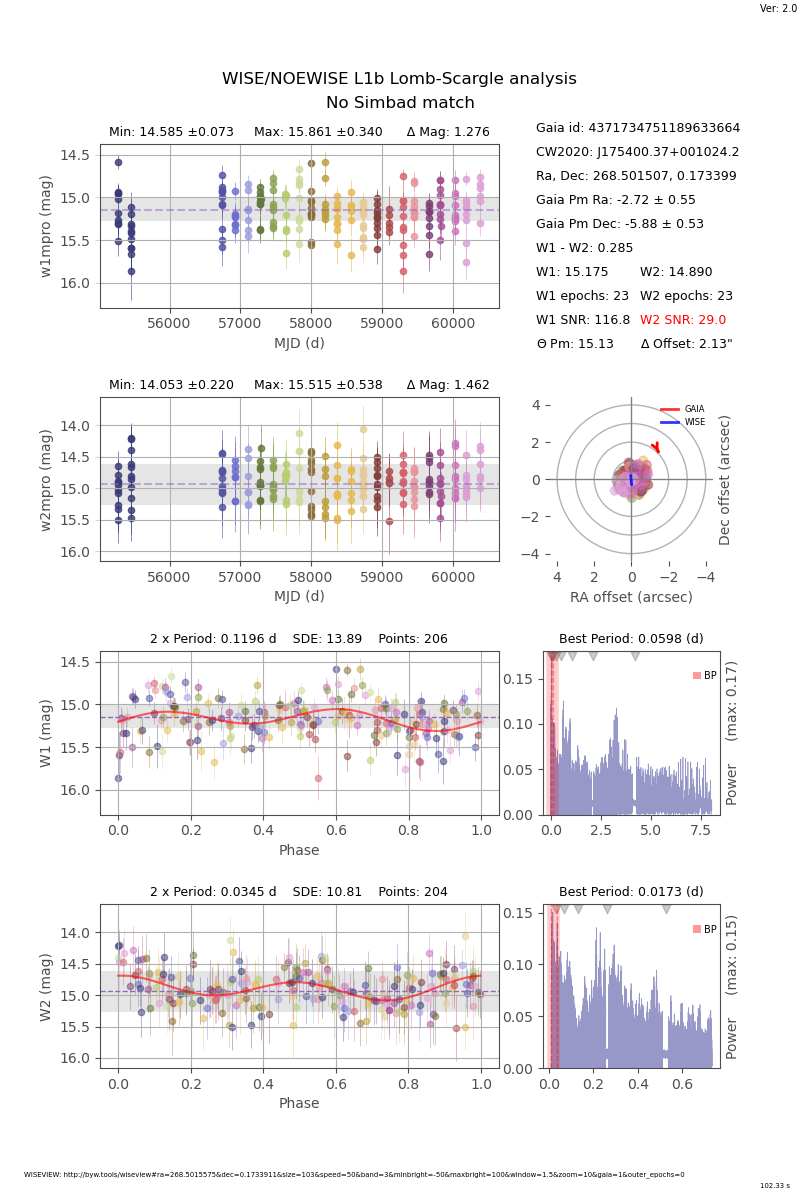 Ver: 2.0
WISE/NOEWISE L1b Lomb-Scargle analysis
No Simbad match
Min: 14.585 ±0.073 Max: 15.861 ±0.340 Δ Mag: 1.276
14.5
15.0
15.5
16.0
w1mpro (mag)
56000 57000 58000 59000 60000
MJD (d)
Gaia id: 4371734751189633664
CW2020: J175400.37+001024.2
Ra, Dec: 268.501507, 0.173399
Gaia Pm Ra: -2.72 ± 0.55
Gaia Pm Dec: -5.88 ± 0.53
W1 - W2: 0.285
W1: 15.175 W2: 14.890
W1 epochs: 23 W2 epochs: 23
W1 SNR: 116.8 W2 SNR: 29.0
Θ Pm: 15.13 Δ Offset: 2.13"
Min: 14.053 ±0.220 Max: 15.515 ±0.538 Δ Mag: 1.462
14.0
14.5
15.0
15.5
16.0
w2mpro (mag)
56000 57000 58000 59000 60000
MJD (d)
GAIA
WISE
4
2
0
−2
−4
4 2 0 −2 −4
RA offset (arcsec)
Dec offset (arcsec)
2 x Period: 0.1196 d SDE: 13.89 Points: 206
14.5
15.0
15.5
16.0
W1 (mag)
0.0 0.2 0.4 0.6 0.8 1.0
Phase
Best Period: 0.0598 (d)
BP
0.15
0.10
0.05
0.00
0.0 2.5 5.0 7.5
Power (max: 0.17)
2 x Period: 0.0345 d SDE: 10.81 Points: 204
14.0
14.5
15.0
15.5
16.0
W2 (mag)
0.0 0.2 0.4 0.6 0.8 1.0
Phase
Best Period: 0.0173 (d)
BP
0.15
0.10
0.05
0.00
0.0 0.2 0.4 0.6
Power (max: 0.15)
WISEVIEW: http://byw.tools/wiseview#ra=268.5015575&dec=0.1733911&size=103&speed=50&band=3&minbright=-50&maxbright=100&window=1.5&zoom=10&gaia=1&outer_epochs=0
102.33 s